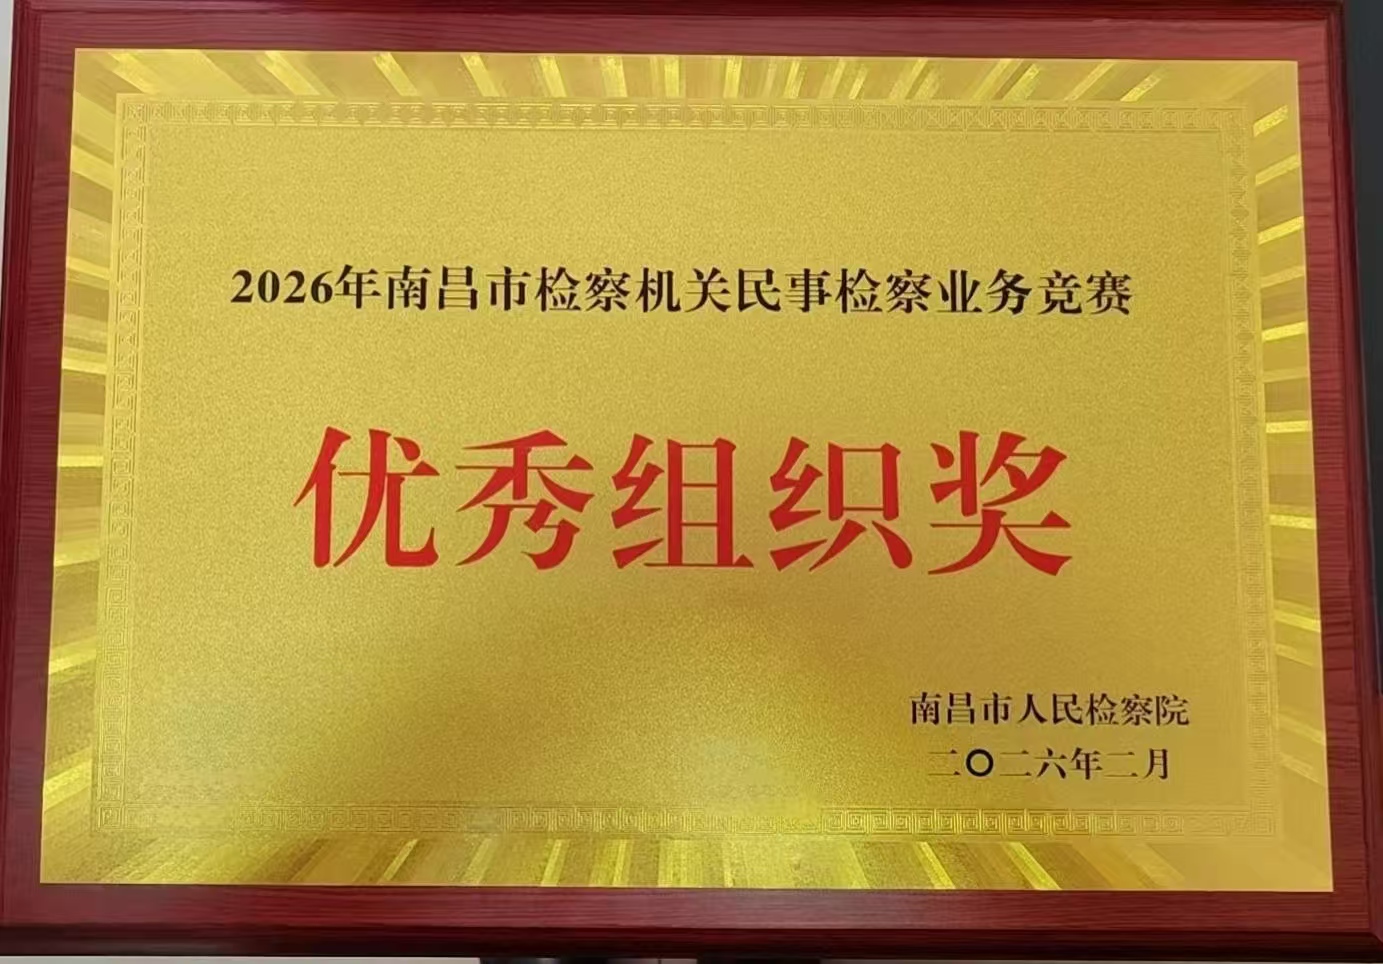 2026年南昌市检察机关民事检察业务竞赛
优秀组织奖
南昌市人民检察院
二〇二六年二月